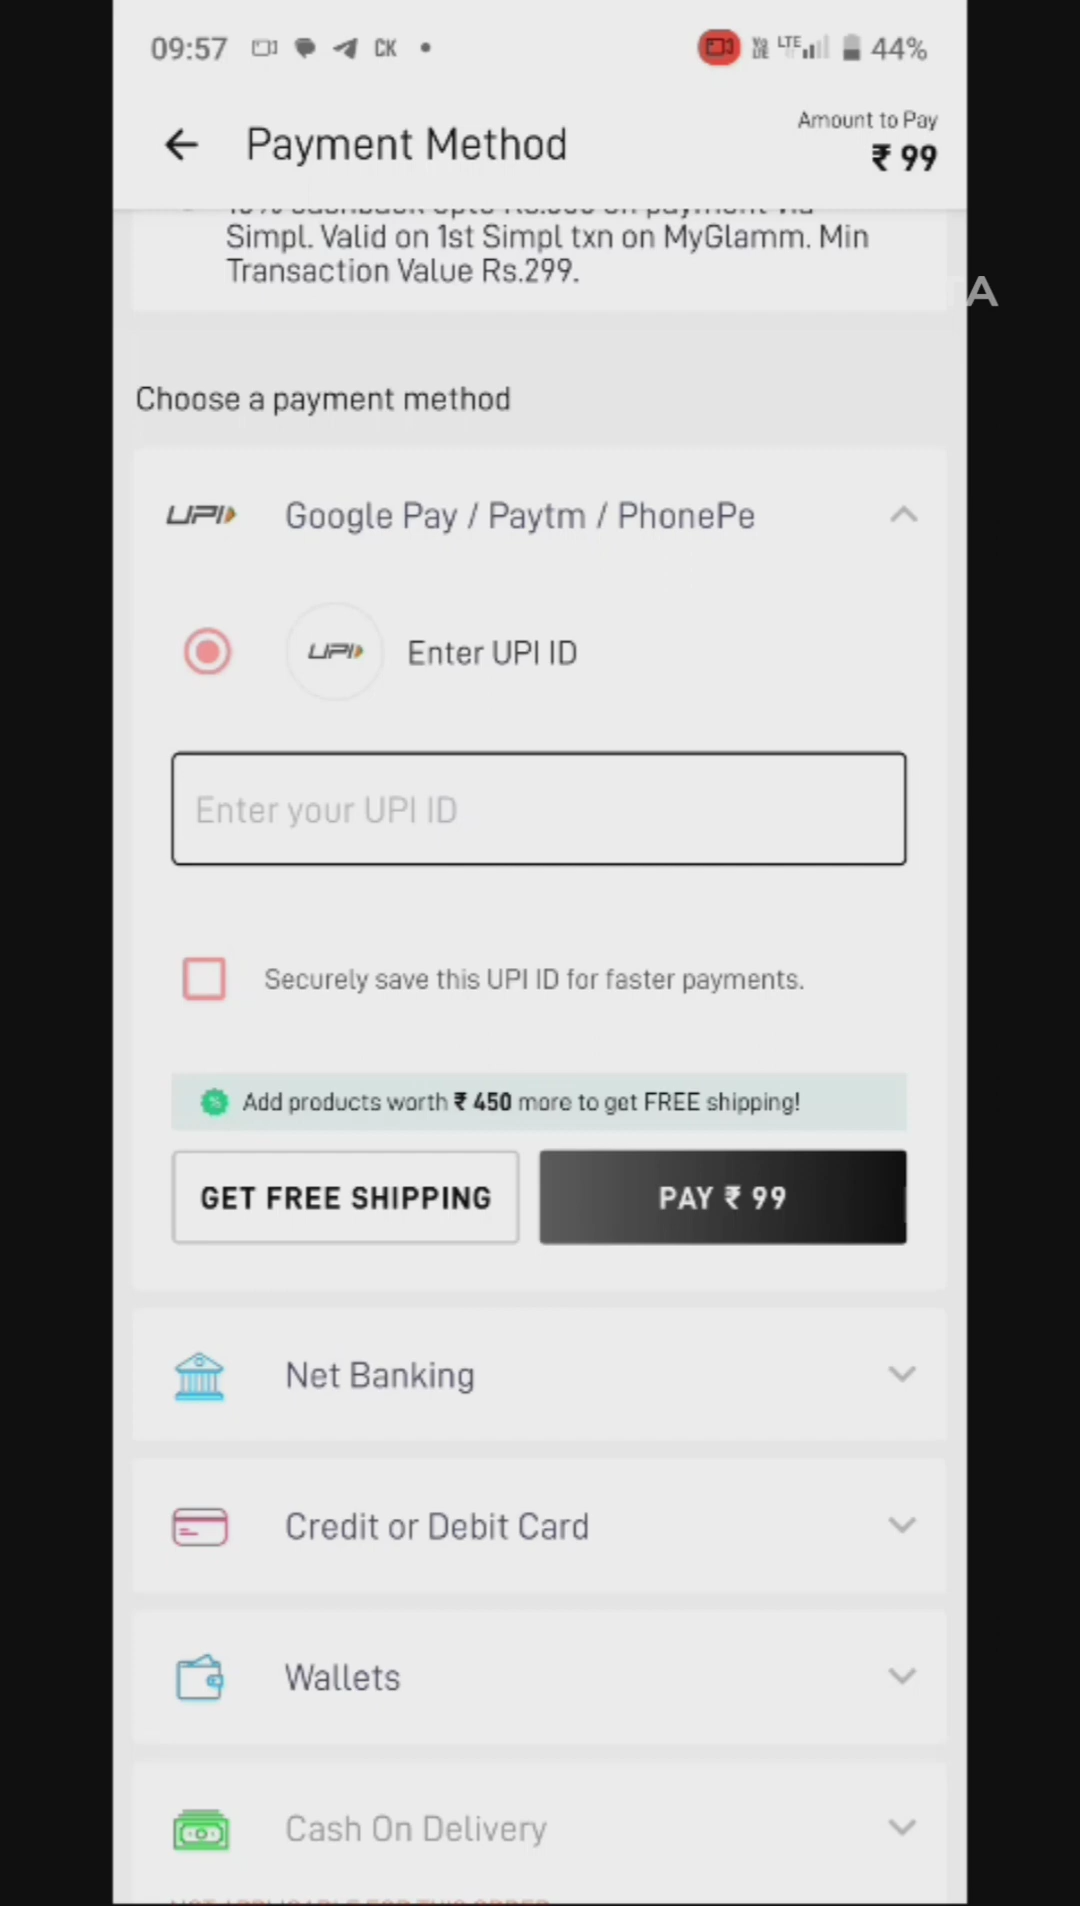 09:57 CK LTE 44%
Payment Method
Amount to Pay
₹ 99
Simpl. Valid on 1st Simpl txn on MyGlamm. Min
Transaction Value Rs.299.
A
Choose a payment method
UPI Google Pay / Paytm / PhonePe
UPI Enter UPI ID
Enter your UPI ID
Securely save this UPI ID for faster payments.
% Add products worth ₹ 450 more to get FREE shipping!
GET FREE SHIPPING
PAY ₹ 99
Net Banking
Credit or Debit Card
Wallets
Cash On Delivery